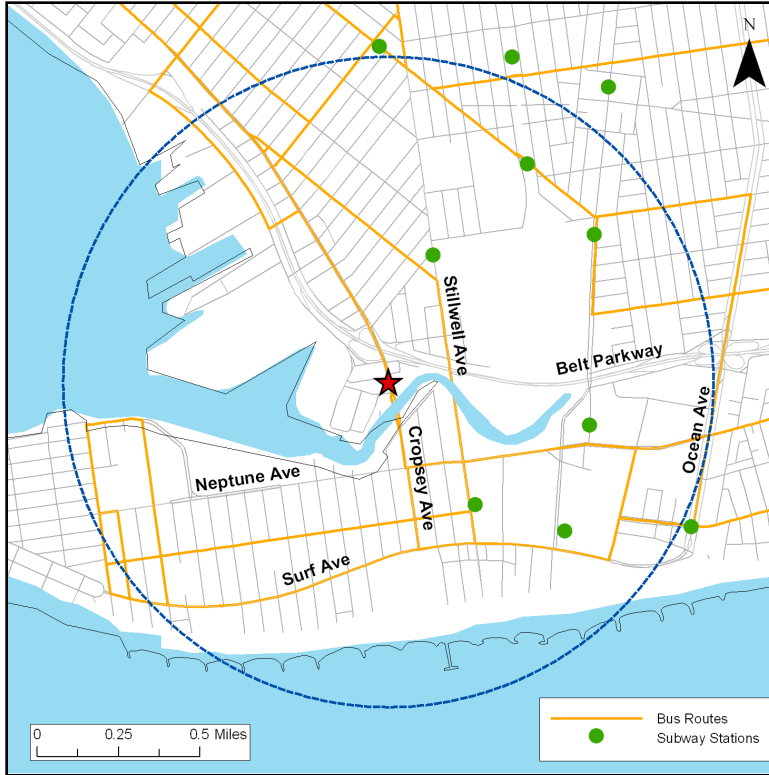 N
Stillwell Ave
Belt Parkway
Ocean Ave
Cropsey Ave
Neptune Ave
Surf Ave
0 0.25 0.5 Miles
Bus Routes
Subway Stations